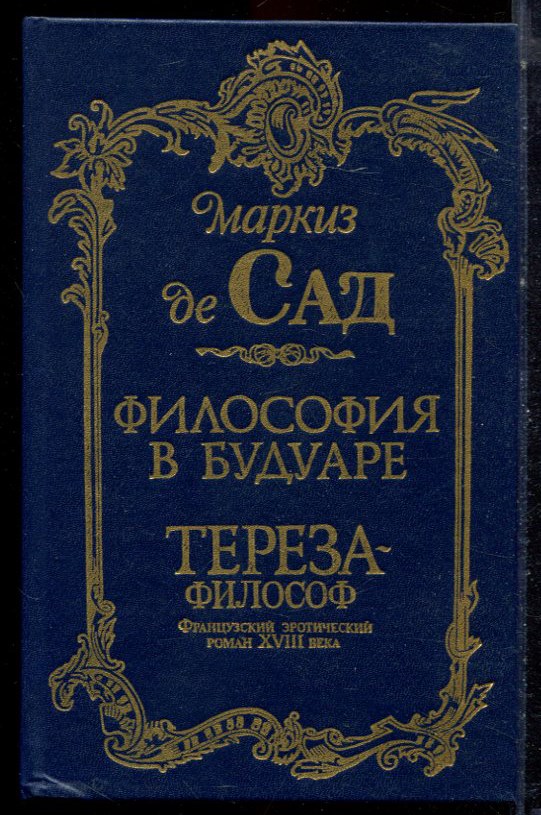 Маркиз
де САД
ФИЛОСОФИЯ
В БУДУАРЕ
ТЕРЕЗА-
ФИЛОСОФ
ФРАНЦУЗСКИЙ ЭРОТИЧЕСКИЙ
РОМАН XVIII ВЕКА